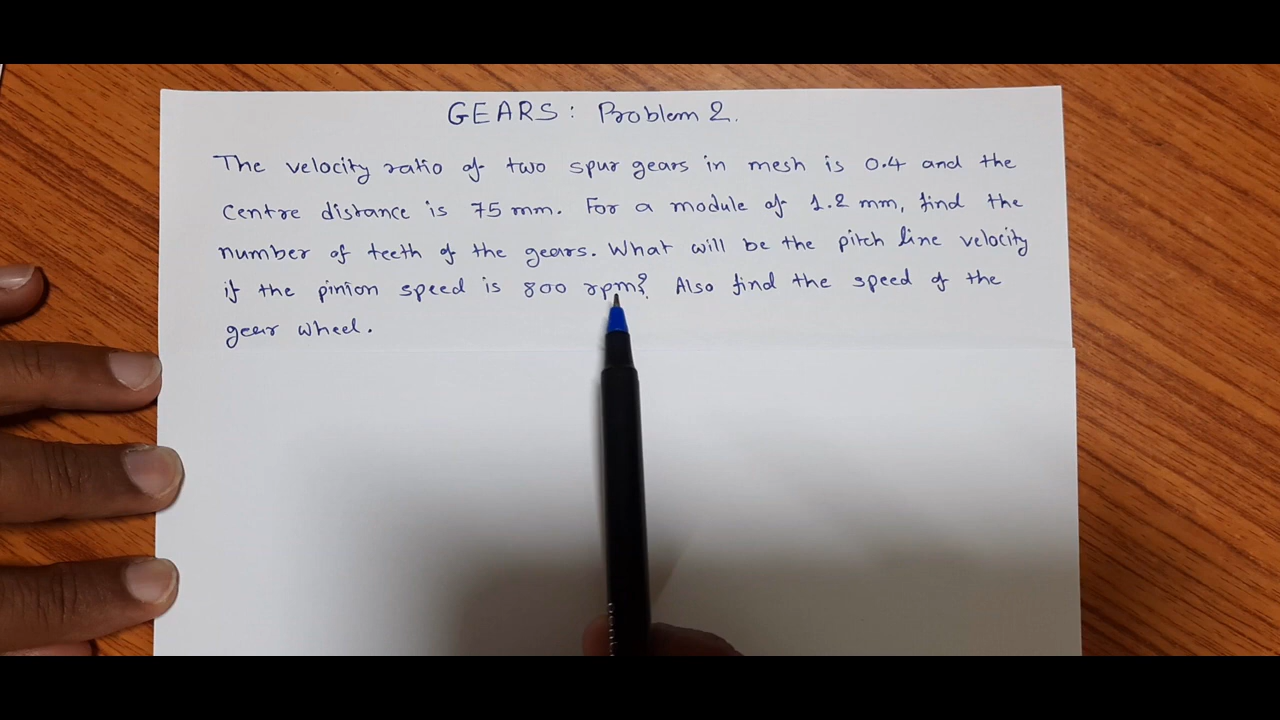 GEARS: Problem 2.
The velocity ratio of two spur gears in mesh is 0.4 and the
Centre distance is 75 mm. For a module of 1.2 mm, find the
number of teeth of the gears. What will be the pitch line velocity
if the pinion speed is 800 rpm? Also find the speed of the
gear wheel.